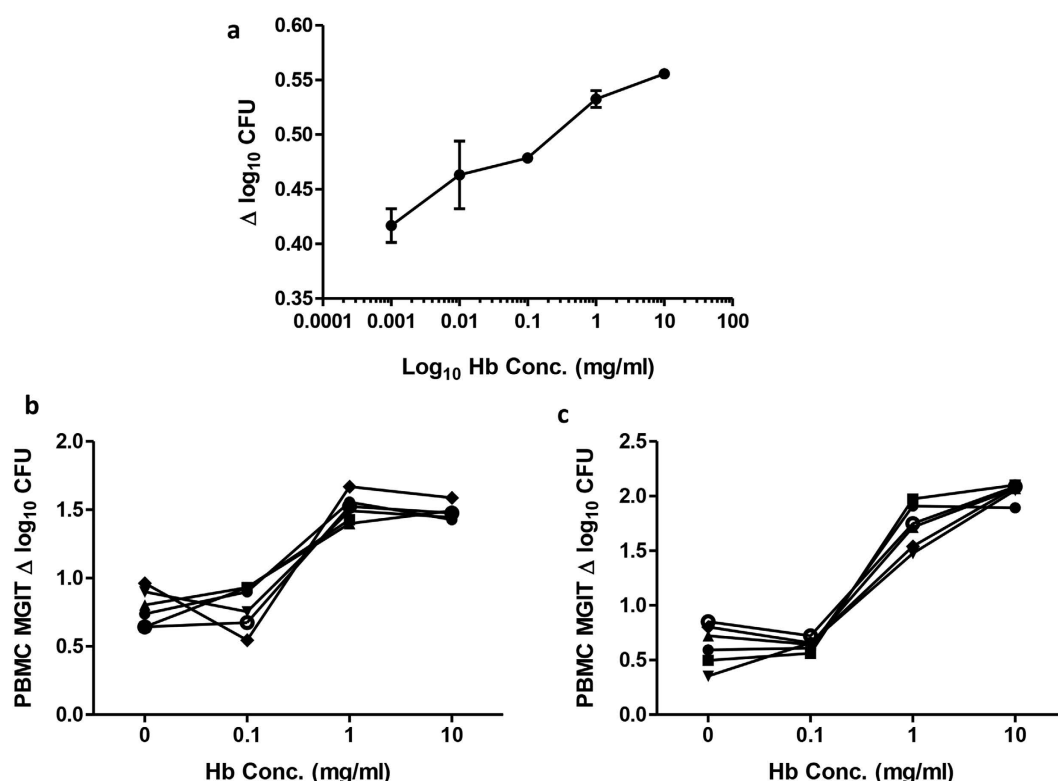 a
0.60
0.55
0.50
0.45
0.40
0.35
Δ log₁₀ CFU
0.0001 0.001 0.01 0.1 1 10 100
Log₁₀ Hb Conc. (mg/ml)
b
2.0
1.5
1.0
0.5
0.0
PBMC MGIT Δ log₁₀ CFU
0 0.1 1 10
Hb Conc. (mg/ml)
c
2.5
2.0
1.5
1.0
0.5
0.0
PBMC MGIT Δ log₁₀ CFU
0 0.1 1 10
Hb Conc. (mg/ml)